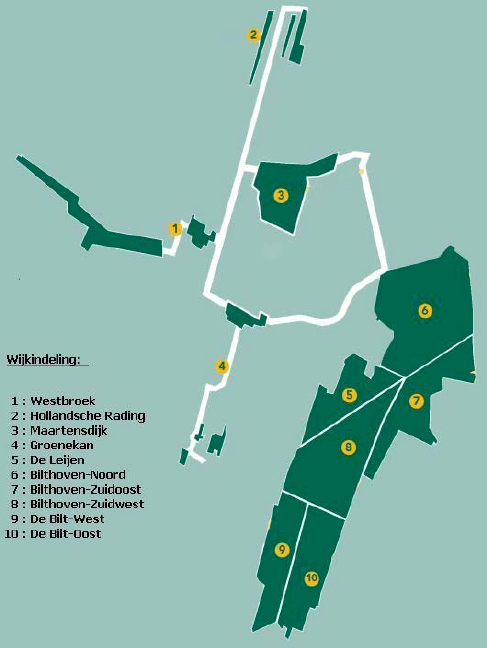 2
3
1
6
4
5
7
8
9
10
Wijkindeling:
1 : Westbroek
2 : Hollandsche Rading
3 : Maartensdijk
4 : Groenekan
5 : De Leijen
6 : Bilthoven-Noord
7 : Bilthoven-Zuidoost
8 : Bilthoven-Zuidwest
9 : De Bilt-West
10 : De Bilt-Oost